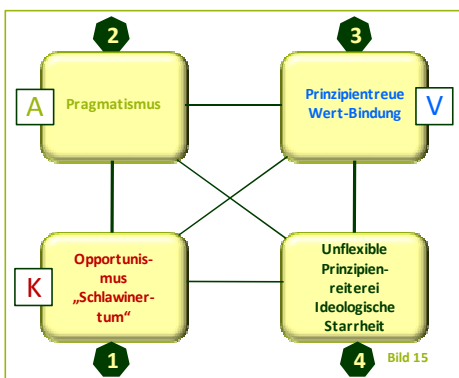 2
3
A
Pragmatismus
Prinzipientreue
Wert-Bindung
V
K
Opportunis-
mus
„Schlawiner-
tum“
Unflexible
Prinzipien-
reiterei
Ideologische
Starrheit
1
4
Bild 15